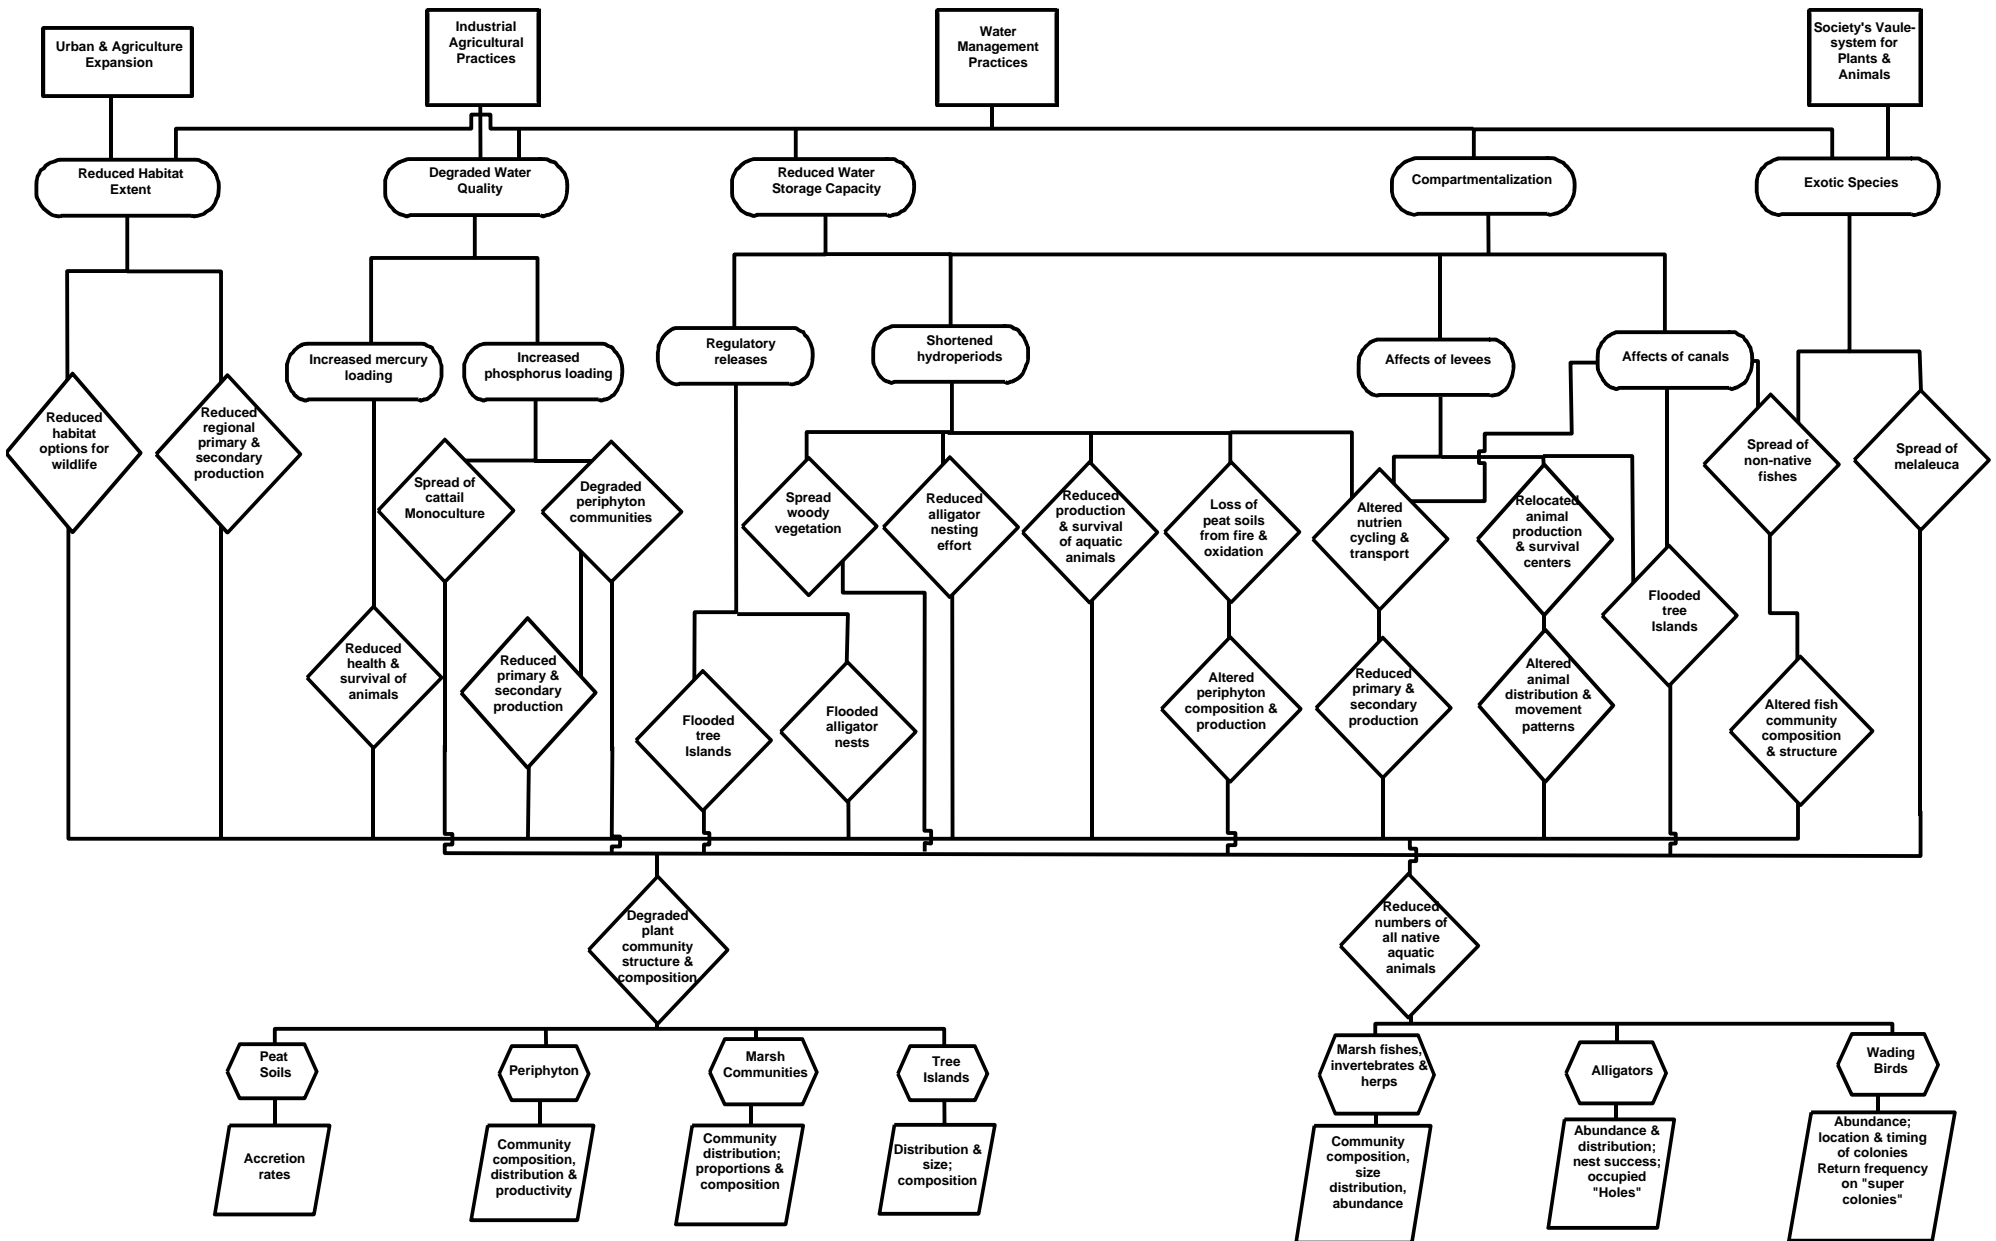 Urban & Agriculture
Expansion
Industrial
Agricultural
Practices
Water
Management
Practices
Society's Vaule-
system for
Plants &
Animals
Reduced Habitat
Extent
Degraded Water
Quality
Reduced Water
Storage Capacity
Compartmentalization
Exotic Species
Increased mercury
loading
Increased
phosphorus loading
Regulatory
releases
Shortened
hydroperiods
Affects of levees
Affects of canals
Reduced
habitat
options for
wildlife
Reduced
regional
primary &
secondary
production
Spread of
cattail
Monoculture
Degraded
periphyton
communities
Spread
woody
vegetation
Reduced
alligator
nesting
effort
Reduced
production
& survival
of aquatic
animals
Loss of
peat soils
from fire &
oxidation
Altered
nutrien
cycling &
transport
Relocated
animal
production
& survival
centers
Flooded
tree
Islands
Spread of
non-native
fishes
Spread of
melaleuca
Reduced
health &
survival of
animals
Reduced
primary &
secondary
production
Flooded
tree
Islands
Flooded
alligator
nests
Altered
periphyton
composition &
production
Reduced
primary &
secondary
production
Altered
animal
distribution &
movement
patterns
Altered fish
community
composition
& structure
Degraded
plant
community
structure &
composition
Reduced
numbers of
all native
aquatic
animals
Peat
Soils
Periphyton
Marsh
Communities
Tree
Islands
Marsh fishes,
invertebrates &
herps
Alligators
Wading
Birds
Accretion
rates
Community
composition,
distribution &
productivity
Community
distribution;
proportions &
composition
Distribution &
size;
composition
Community
composition,
size
distribution,
abundance
Abundance &
distribution;
nest success;
occupied
"Holes"
Abundance;
location & timing
of colonies
Return frequency
on "super
colonies"